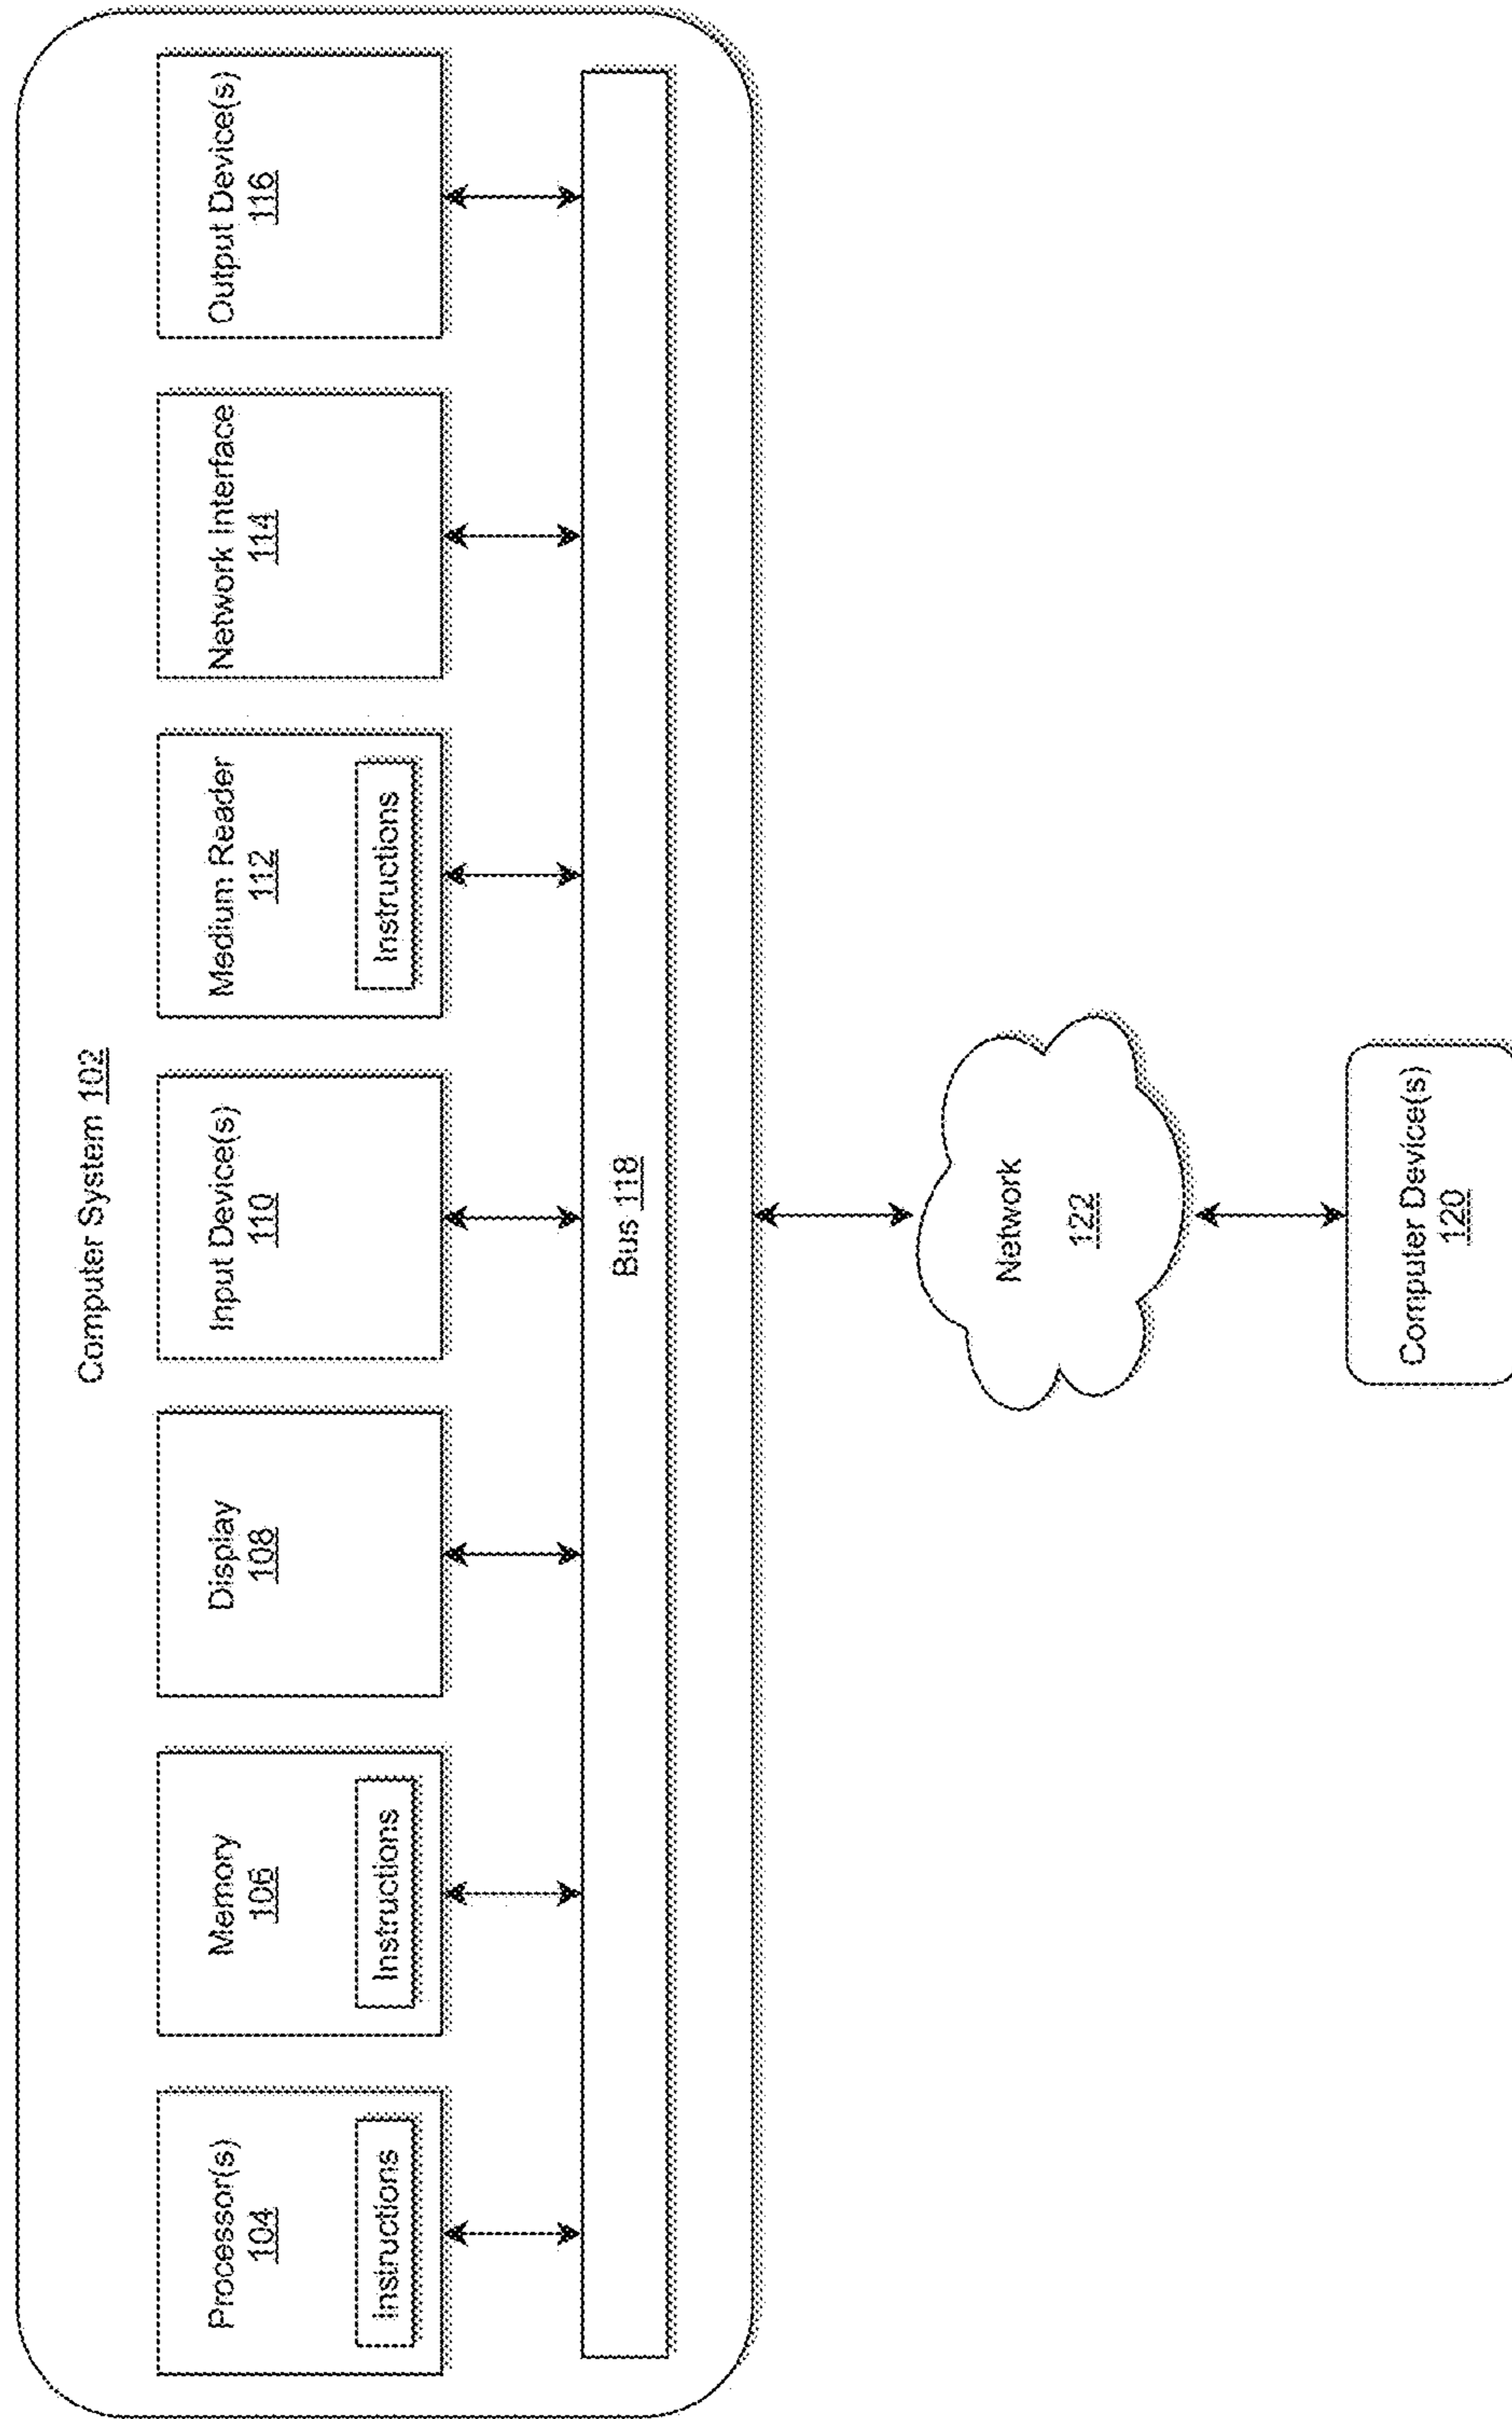 Computer System 102
Processor(s)
104
Instructions
Memory
106
Instructions
Display
108
Input Device(s)
110
Medium Reader
112
Instructions
Network Interface
114
Output Device(s)
116
Bus 118
Network
122
Computer Device(s)
120